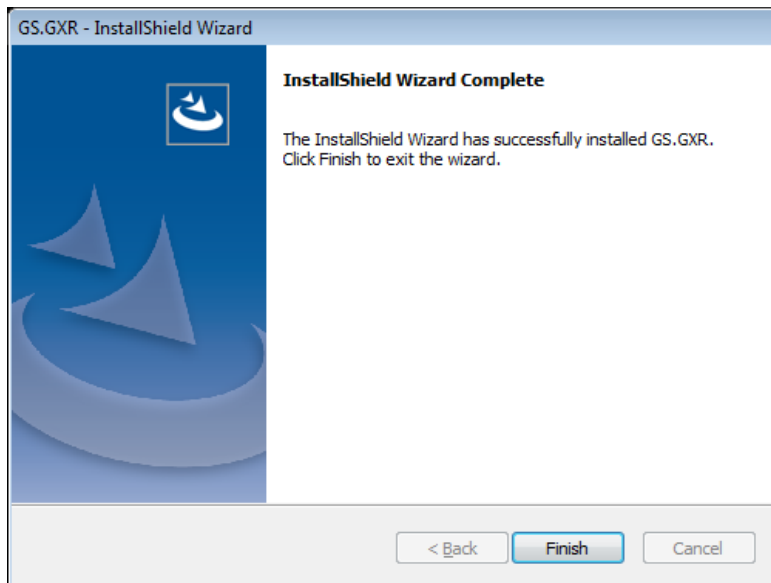 GS.GXR - InstallShield Wizard
InstallShield Wizard Complete
The InstallShield Wizard has successfully installed GS.GXR.
Click Finish to exit the wizard.
< Back
Finish
Cancel